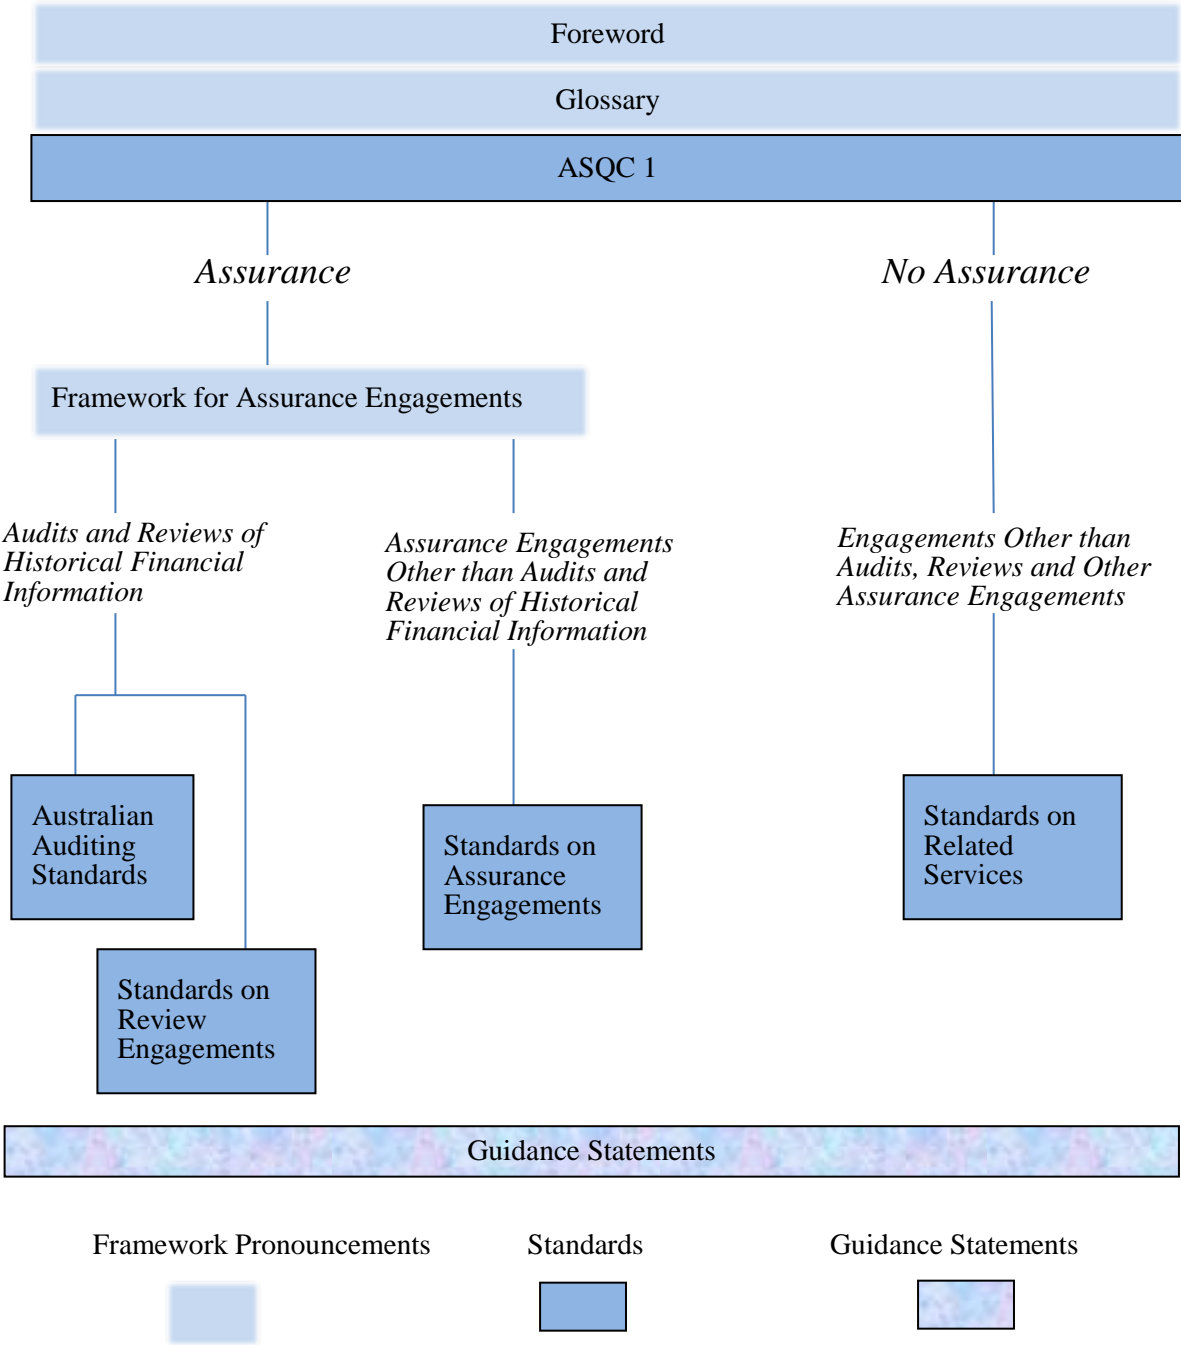 Foreword
Glossary
ASQC 1
Assurance
No Assurance
Framework for Assurance Engagements
Audits and Reviews of
Historical Financial
Information
Assurance Engagements
Other than Audits and
Reviews of Historical
Financial Information
Engagements Other than
Audits, Reviews and Other
Assurance Engagements
Australian
Auditing
Standards
Standards on
Review
Engagements
Standards on
Assurance
Engagements
Standards on
Related
Services
Guidance Statements
Framework Pronouncements
Standards
Guidance Statements